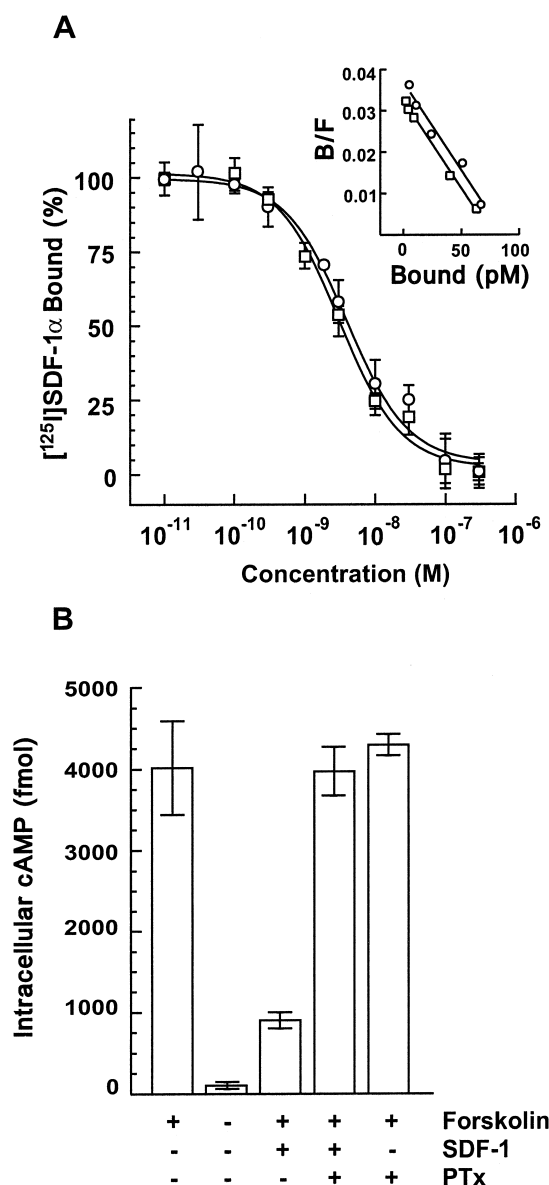 A
0.04
0.03
0.02
0.01
B/F
0 50 100
Bound (pM)
100
75
50
25
0
[¹²⁵I]SDF-1α Bound (%)
10⁻¹¹ 10⁻¹⁰ 10⁻⁹ 10⁻⁸ 10⁻⁷ 10⁻⁶
Concentration (M)
B
5000
4000
3000
2000
1000
0
Intracellular cAMP (fmol)
+ - + + + Forskolin
- - + + - SDF-1
- - - + + PTx